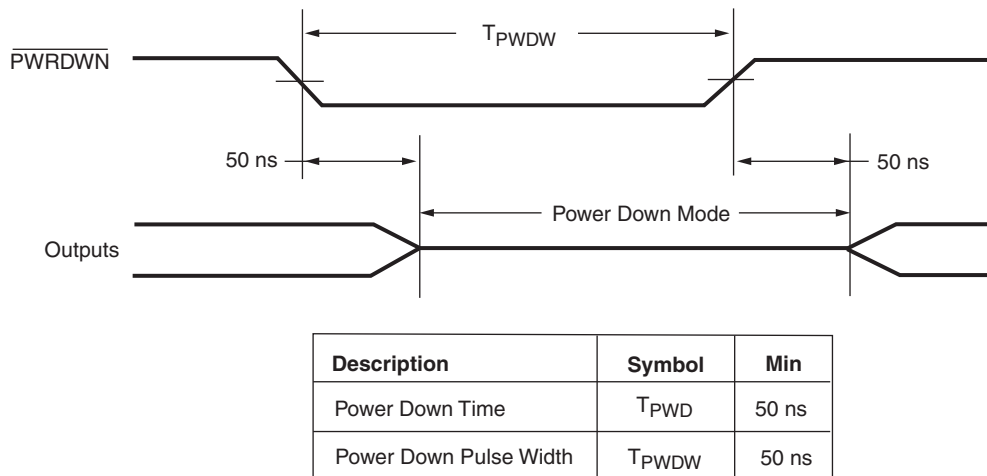 T_PWDW
P̅W̅R̅D̅W̅N̅
50 ns
50 ns
Power Down Mode
Outputs
Description Symbol Min
Power Down Time T_PWD 50 ns
Power Down Pulse Width T_PWDW 50 ns